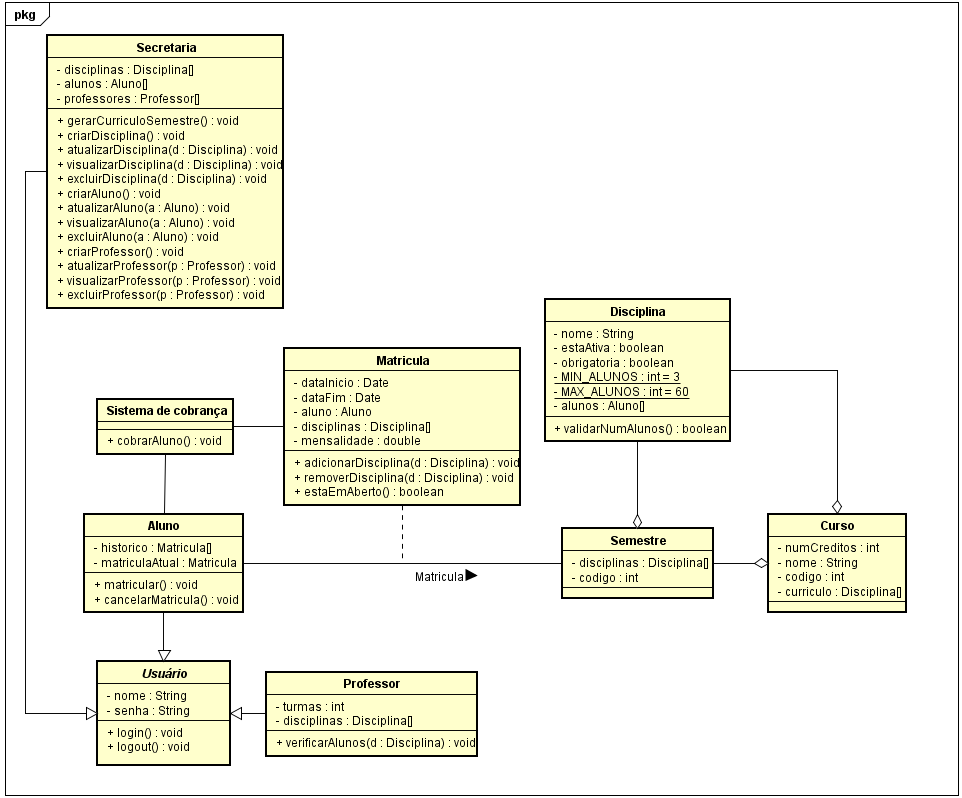 pkg
Secretaria
- disciplinas : Disciplina[]
- alunos : Aluno[]
- professores : Professor[]
+ gerarCurriculoSemestre() : void
+ criarDisciplina() : void
+ atualizarDisciplina(d : Disciplina) : void
+ visualizarDisciplina(d : Disciplina) : void
+ excluirDisciplina(d : Disciplina) : void
+ criarAluno() : void
+ atualizarAluno(a : Aluno) : void
+ visualizarAluno(a : Aluno) : void
+ excluirAluno(a : Aluno) : void
+ criarProfessor() : void
+ atualizarProfessor(p : Professor) : void
+ visualizarProfessor(p : Professor) : void
+ excluirProfessor(p : Professor) : void
Disciplina
- nome : String
- estaAtiva : boolean
- obrigatoria : boolean
- MIN_ALUNOS : int = 3
- MAX_ALUNOS : int = 60
- alunos : Aluno[]
+ validarNumAlunos() : boolean
Matricula
- dataInicio : Date
- dataFim : Date
- aluno : Aluno
- disciplinas : Disciplina[]
- mensalidade : double
+ adicionarDisciplina(d : Disciplina) : void
+ removerDisciplina(d : Disciplina) : void
+ estaEmAberto() : boolean
Sistema de cobrança
+ cobrarAluno() : void
Aluno
- historico : Matricula[]
- matriculaAtual : Matricula
+ matricular() : void
+ cancelarMatricula() : void
Matricula
Semestre
- disciplinas : Disciplina[]
- codigo : int
Curso
- numCreditos : int
- nome : String
- codigo : int
- curriculo : Disciplina[]
Usuário
- nome : String
- senha : String
+ login() : void
+ logout() : void
Professor
- turmas : int
- disciplinas : Disciplina[]
+ verificarAlunos(d : Disciplina) : void